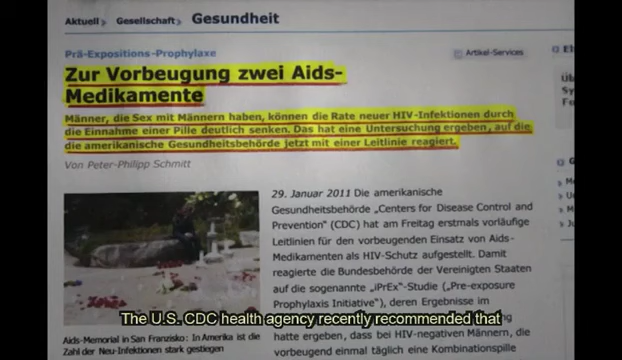 Aktuell Gesellschaft Gesundheit
Prä-Expositions-Prophylaxe
Artikel-Services
Zur Vorbeugung zwei Aids-
Medikamente
Männer, die Sex mit Männern haben, können die Rate neuer HIV-Infektionen durch
die Einnahme einer Pille deutlich senken. Das hat eine Untersuchung ergeben, auf die
die amerikanische Gesundheitsbehörde jetzt mit einer Leitlinie reagiert.
Von Peter-Philipp Schmitt
29. Januar 2011 Die amerikanische
Gesundheitsbehörde „Centers for Disease Control and
Prevention“ (CDC) hat am Freitag erstmals vorläufige
Leitlinien für den vorbeugenden Einsatz von Aids-
Medikamenten als HIV-Schutz aufgestellt. Damit
reagierte die Bundesbehörde der Vereinigten Staaten
auf die sogenannte „iPrEx“-Studie („Pre-exposure
Prophylaxis Initiative“), deren Ergebnisse im
hatte ergeben, dass bei HIV-negativen Männern, die
vorbeugend einmal täglich eine Kombinationspille
Aids-Memorial in San Franzisko: In Amerika ist die
Zahl der Neu-Infektionen stark gestiegen
The U.S. CDC health agency recently recommended that